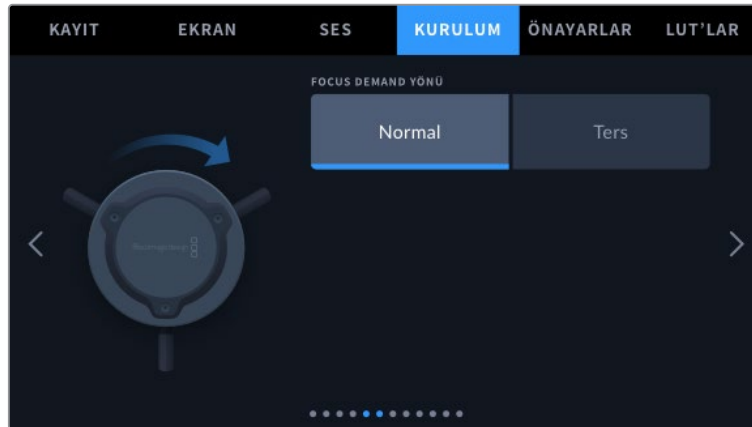 KAYIT EKRAN SES KURULUM ÖNAYARLAR LUT’LAR
FOCUS DEMAND YÖNÜ
Normal Ters